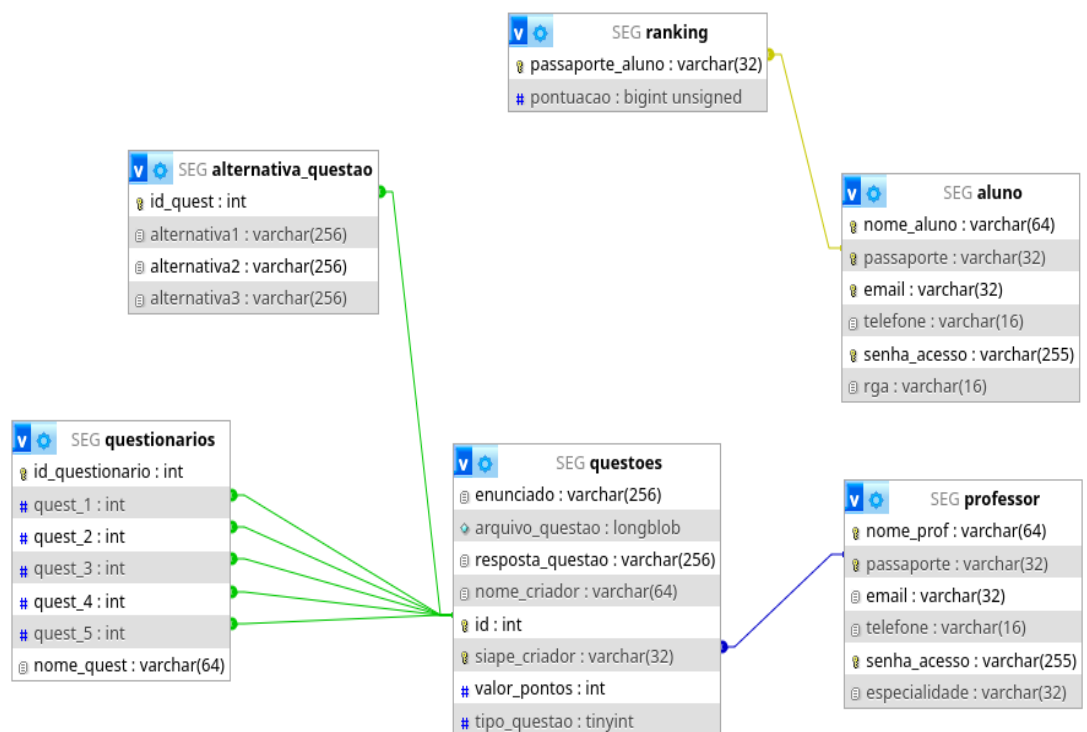 v SEG ranking
passaporte_aluno : varchar(32)
# pontuacao : bigint unsigned
v SEG alternativa_questao
id_quest : int
alternativa1 : varchar(256)
alternativa2 : varchar(256)
alternativa3 : varchar(256)
v SEG aluno
nome_aluno : varchar(64)
passaporte : varchar(32)
email : varchar(32)
telefone : varchar(16)
senha_acesso : varchar(255)
rga : varchar(16)
v SEG questionarios
id_questionario : int
# quest_1 : int
# quest_2 : int
# quest_3 : int
# quest_4 : int
# quest_5 : int
nome_quest : varchar(64)
v SEG questoes
enunciado : varchar(256)
arquivo_questao : longblob
resposta_questao : varchar(256)
nome_criador : varchar(64)
id : int
siape_criador : varchar(32)
# valor_pontos : int
# tipo_questao : tinyint
v SEG professor
nome_prof : varchar(64)
passaporte : varchar(32)
email : varchar(32)
telefone : varchar(16)
senha_acesso : varchar(255)
especialidade : varchar(32)